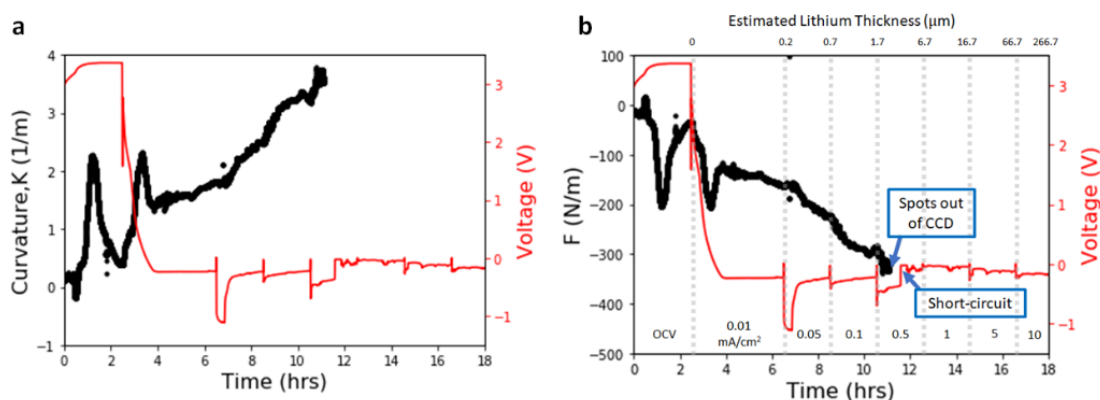 a
Curvature,K (1/m)
4
3
2
1
0
−1
0 2 4 6 8 10 12 14 16 18
Time (hrs)
3
2
1
0
−1
Voltage (V)
b
Estimated Lithium Thickness (μm)
0 0.2 0.7 1.7 6.7 16.7 66.7 266.7
F (N/m)
100
0
−100
−200
−300
−400
−500
Spots out
of CCD
Short-circuit
OCV 0.01 0.05 0.1 0.5 1 5 10
mA/cm²
0 2 4 6 8 10 12 14 16 18
Time (hrs)
3
2
1
0
−1
Voltage (V)